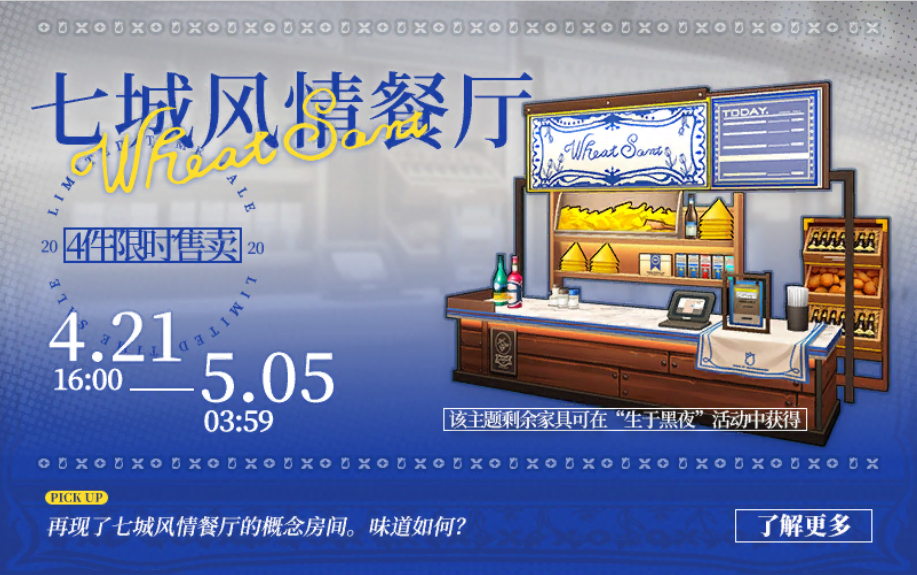 七城风情餐厅
Wheat Sant
LIMITED TIME SALE
20 4件限时售卖 20
LIMITED TIME SALE
4.21
16:00
5.05
03:59
Wheat Sant
TODAY
该主题剩余家具可在“生于黑夜”活动中获得
PICK UP
再现了七城风情餐厅的概念房间。味道如何?
了解更多